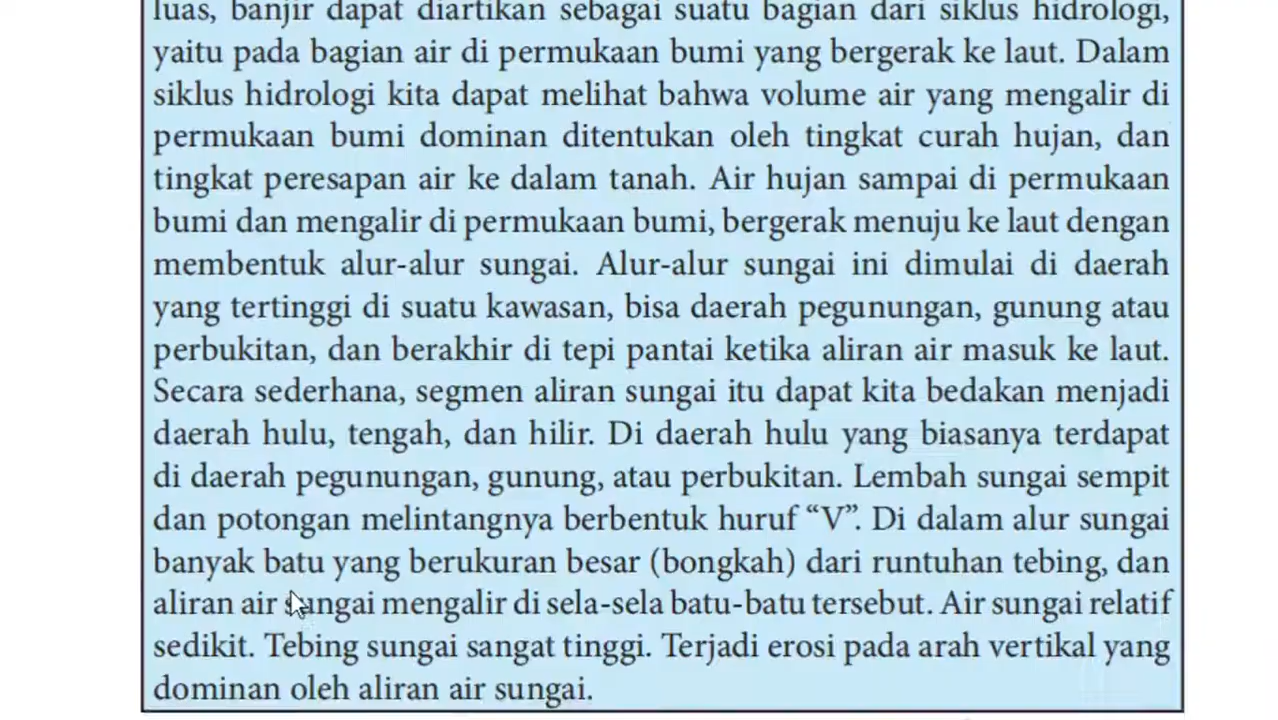 luas, banjir dapat diartikan sebagai suatu bagian dari siklus hidrologi,
yaitu pada bagian air di permukaan bumi yang bergerak ke laut. Dalam
siklus hidrologi kita dapat melihat bahwa volume air yang mengalir di
permukaan bumi dominan ditentukan oleh tingkat curah hujan, dan
tingkat peresapan air ke dalam tanah. Air hujan sampai di permukaan
bumi dan mengalir di permukaan bumi, bergerak menuju ke laut dengan
membentuk alur-alur sungai. Alur-alur sungai ini dimulai di daerah
yang tertinggi di suatu kawasan, bisa daerah pegunungan, gunung atau
perbukitan, dan berakhir di tepi pantai ketika aliran air masuk ke laut.
Secara sederhana, segmen aliran sungai itu dapat kita bedakan menjadi
daerah hulu, tengah, dan hilir. Di daerah hulu yang biasanya terdapat
di daerah pegunungan, gunung, atau perbukitan. Lembah sungai sempit
dan potongan melintangnya berbentuk huruf “V”. Di dalam alur sungai
banyak batu yang berukuran besar (bongkah) dari runtuhan tebing, dan
aliran air sungai mengalir di sela-sela batu-batu tersebut. Air sungai relatif
sedikit. Tebing sungai sangat tinggi. Terjadi erosi pada arah vertikal yang
dominan oleh aliran air sungai.